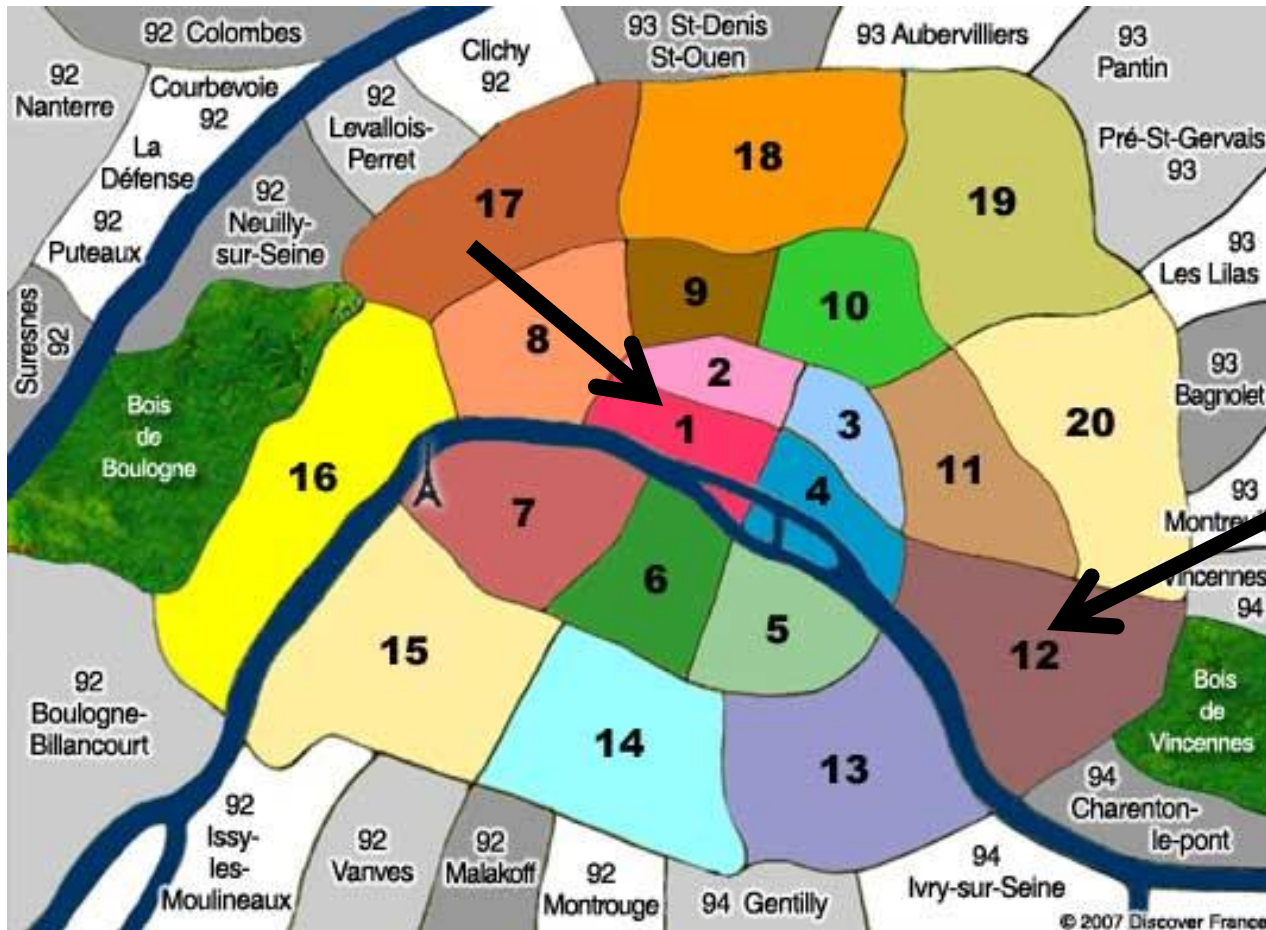 92 Colombes
Clichy
92
93 St-Denis
St-Ouen
93 Aubervilliers
93
Pantin
92
Nanterre
Courbevoie
92
92
Levallois-
Perret
La
Défense
92
Puteaux
92
Neuilly-
sur-Seine
Suresnes
92
Pré-St-Gervais
93
93
Les Lilas
93
Bagnolet
93
Montreuil
Vincennes
94
17
18
19
8
9
10
2
1
3
4
11
20
Bois
de
Boulogne
16
7
6
5
12
15
14
13
Bois
de
Vincennes
92
Boulogne-
Billancourt
92
Issy-
les-
Moulineaux
92
Vanves
92
Malakoff
92
Montrouge
94 Gentilly
94
Ivry-sur-Seine
94
Charenton-
le-pont
© 2007 Discover France